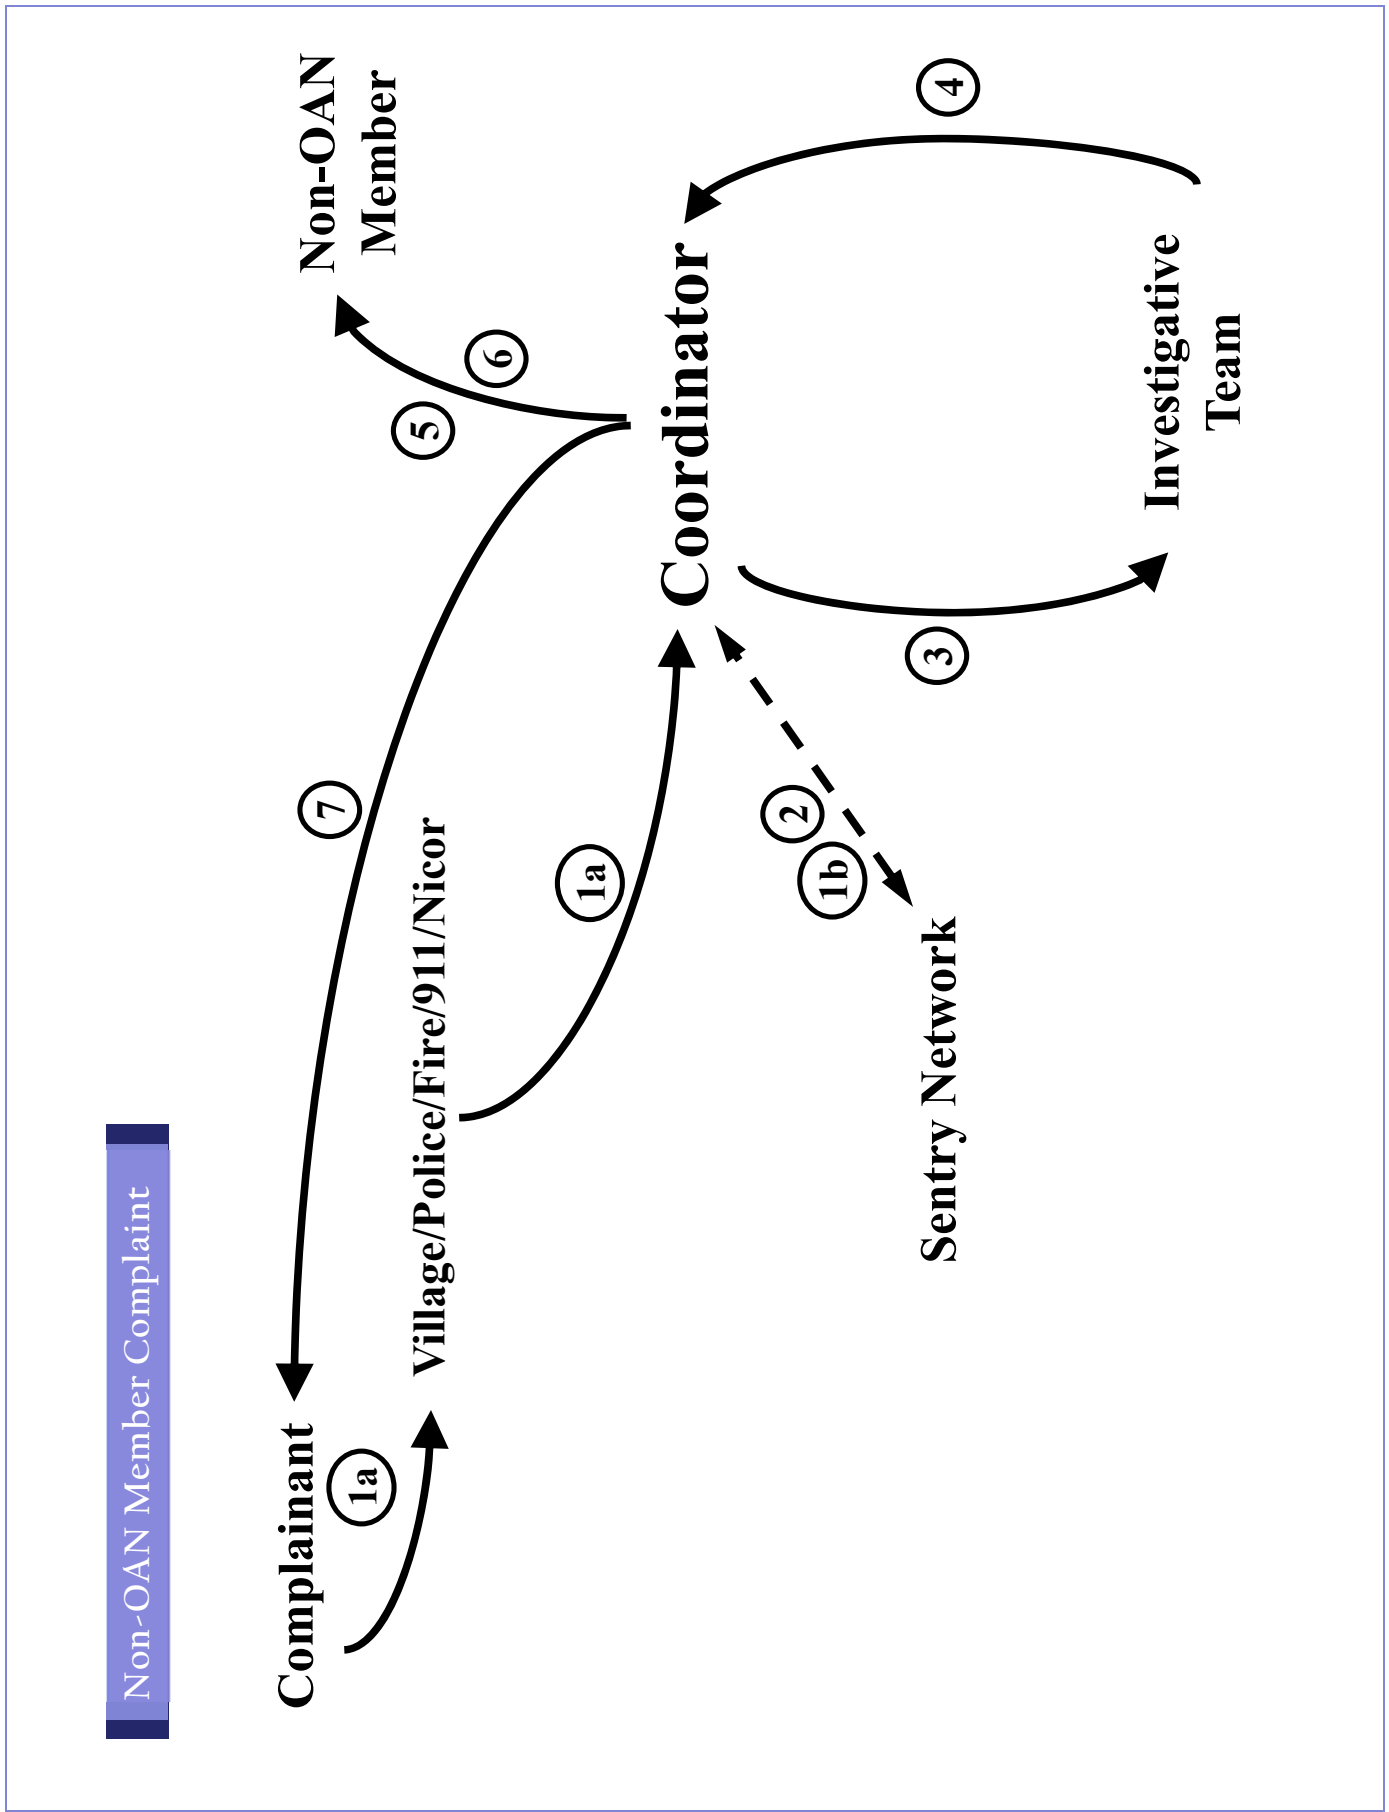 Non-OAN Member Complaint
Complainant
1a
7
5
6
Non-OAN
Member
Village/Police/Fire/911/Nicor
1a
Coordinator
4
1b
2
3
Sentry Network
Investigative
Team